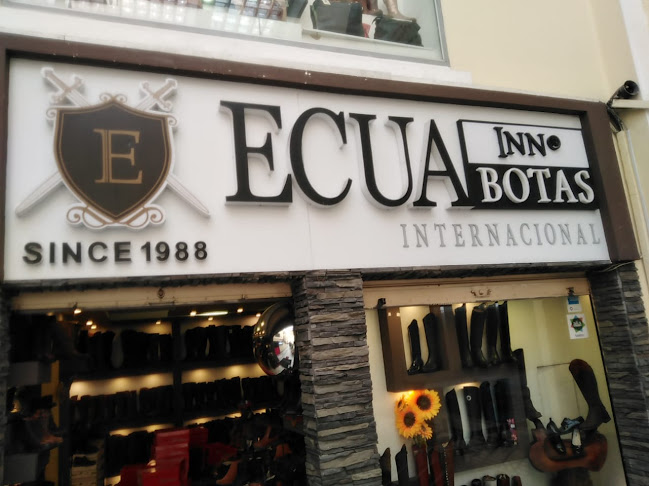 E
SINCE 1988
ECUA
INN
BOTAS
INTERNACIONAL